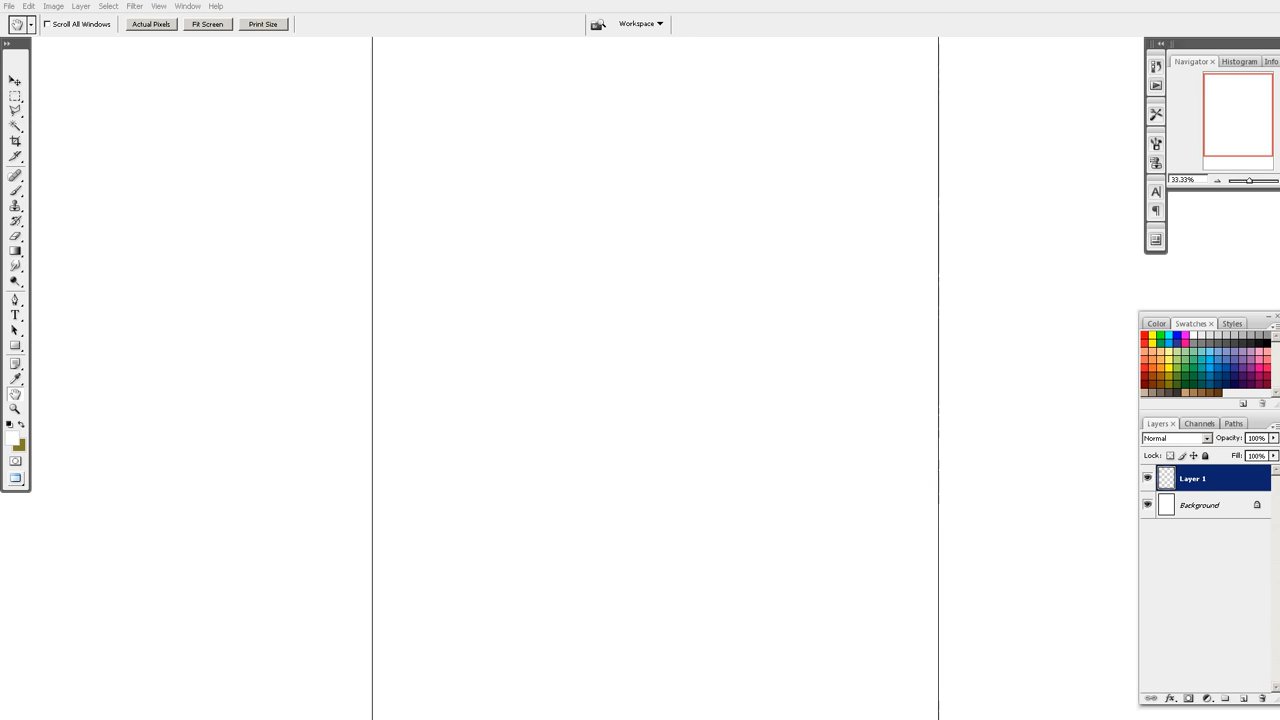 File Edit Image Layer Select Filter View Window Help
Scroll All Windows Actual Pixels Fit Screen Print Size Workspace
Navigator Histogram Info
33.33%
Color Swatches Styles
Layers Channels Paths
Normal Opacity: 100%
Lock: Fill: 100%
Layer 1
Background